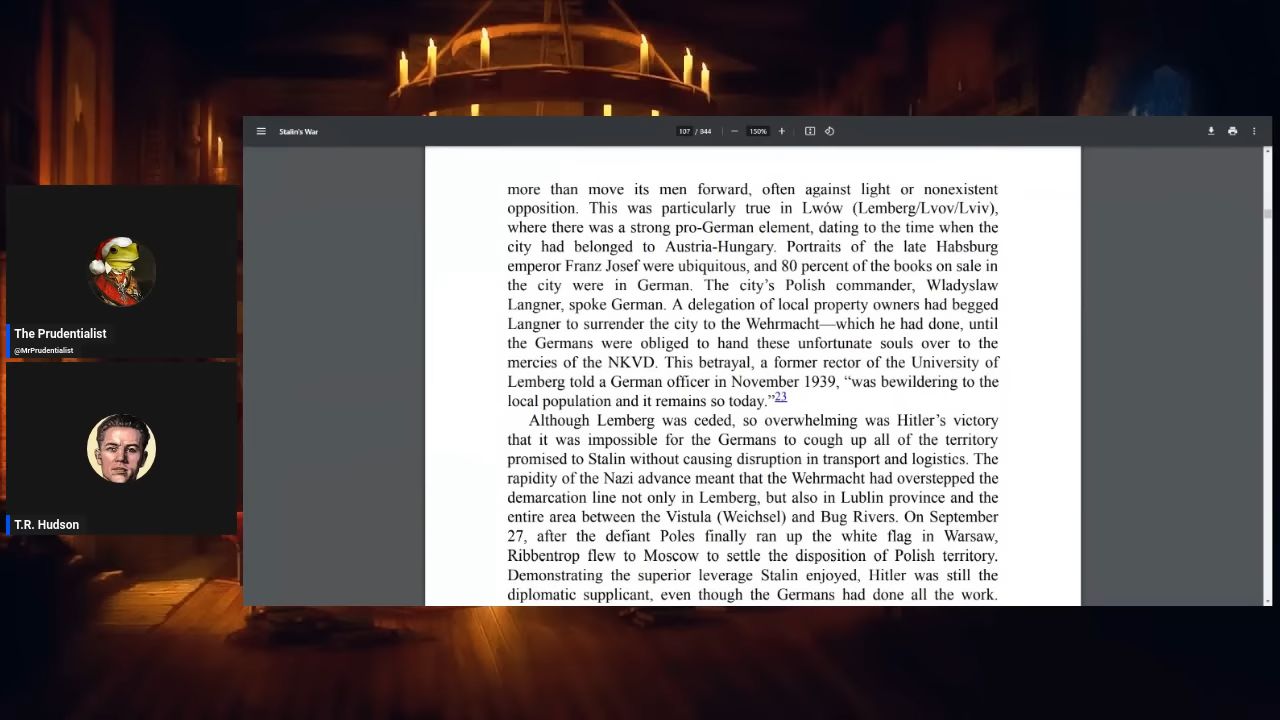 Stalin's War
107 / 844
150%
more than move its men forward, often against light or nonexistent
opposition. This was particularly true in Lwów (Lemberg/Lvov/Lviv),
where there was a strong pro-German element, dating to the time when the
city had belonged to Austria-Hungary. Portraits of the late Habsburg
emperor Franz Josef were ubiquitous, and 80 percent of the books on sale in
the city were in German. The city's Polish commander, Wladyslaw
Langner, spoke German. A delegation of local property owners had begged
Langner to surrender the city to the Wehrmacht—which he had done, until
the Germans were obliged to hand these unfortunate souls over to the
mercies of the NKVD. This betrayal, a former rector of the University of
Lemberg told a German officer in November 1939, “was bewildering to the
local population and it remains so today.”23
Although Lemberg was ceded, so overwhelming was Hitler's victory
that it was impossible for the Germans to cough up all of the territory
promised to Stalin without causing disruption in transport and logistics. The
rapidity of the Nazi advance meant that the Wehrmacht had overstepped the
demarcation line not only in Lemberg, but also in Lublin province and the
entire area between the Vistula (Weichsel) and Bug Rivers. On September
27, after the defiant Poles finally ran up the white flag in Warsaw,
Ribbentrop flew to Moscow to settle the disposition of Polish territory.
Demonstrating the superior leverage Stalin enjoyed, Hitler was still the
diplomatic supplicant, even though the Germans had done all the work.
The Prudentialist
@MrPrudentialist
T.R. Hudson